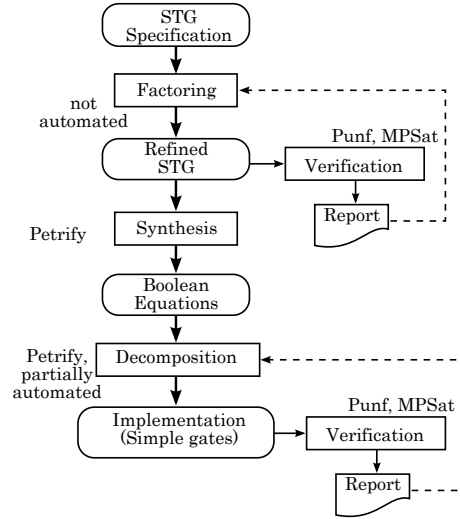 STG
Specification
Factoring
not
automated
Refined
STG
Punf, MPSat
Verification
Report
Petrify
Synthesis
Boolean
Equations
Petrify,
partially
automated
Decomposition
Implementation
(Simple gates)
Punf, MPSat
Verification
Report